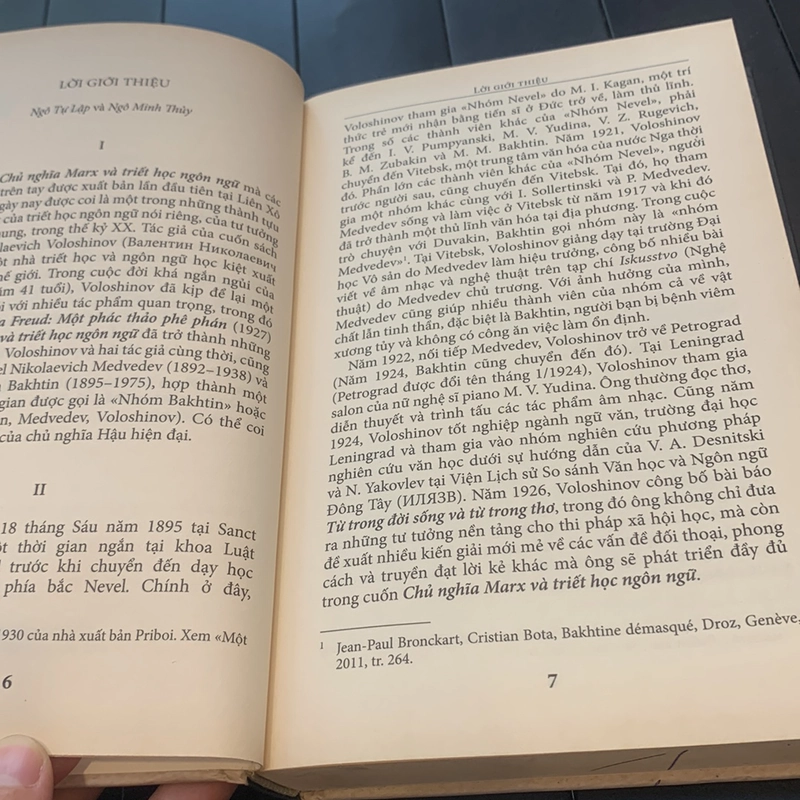 LỜI GIỚI THIỆU
Ngô Tự Lập và Ngô Minh Thủy
I
Chủ nghĩa Marx và triết học ngôn ngữ mà các
trên tay được xuất bản lần đầu tiên tại Liên Xô
gày nay được coi là một trong những thành tựu
của triết học ngôn ngữ nói riêng, của tư tưởng
ung, trong thế kỷ XX. Tác giả của cuốn sách
laevich Voloshinov (Валентин Николаевич
t nhà triết học và ngôn ngữ học kiệt xuất
hế giới. Trong cuộc đời khá ngắn ngủi của
ăm 41 tuổi), Voloshinov đã kịp để lại một
i với nhiều tác phẩm quan trọng, trong đó
a Freud: Một phác thảo phê phán (1927)
và triết học ngôn ngữ đã trở thành những
Voloshinov và hai tác giả cùng thời, cũng
el Nikolaevich Medvedev (1892–1938) và
Bakhtin (1895–1975), hợp thành một
gian được gọi là «Nhóm Bakhtin» hoặc
n, Medvedev, Voloshinov). Có thể coi
của chủ nghĩa Hậu hiện đại.
II
18 tháng Sáu năm 1895 tại Sanct
t thời gian ngắn tại khoa Luật
trước khi chuyển đến dạy học
phía bắc Nevel. Chính ở đây,
1930 của nhà xuất bản Priboi. Xem «Một
6
LỜI GIỚI THIỆU
Voloshinov tham gia «Nhóm Nevel» do M. I. Kagan, một trí
thức trẻ mới nhận bằng tiến sĩ ở Đức trở về, làm thủ lĩnh.
Trong số các thành viên khác của «Nhóm Nevel», phải
kể đến I. V. Pumpyanski, M. V. Yudina, V. Z. Rugevich,
B. M. Zubakin và M. M. Bakhtin. Năm 1921, Voloshinov
chuyển đến Vitebsk, một trung tâm văn hóa của nước Nga thời
đó. Phần lớn các thành viên khác của «Nhóm Nevel», người
trước người sau, cũng chuyển đến Vitebsk. Tại đó, họ tham
gia một nhóm khác cùng với I. Sollertinski và P. Medvedev.
Medvedev sống và làm việc ở Vitebsk từ năm 1917 và khi đó
đã trở thành một thủ lĩnh văn hóa tại địa phương. Trong cuộc
trò chuyện với Duvakin, Bakhtin gọi nhóm này là «nhóm
Medvedev»¹. Tại Vitebsk, Voloshinov giảng dạy tại trường Đại
học Vô sản do Medvedev làm hiệu trưởng, công bố nhiều bài
viết về âm nhạc và nghệ thuật trên tạp chí Iskusstvo (Nghệ
thuật) do Medvedev chủ trương. Với ảnh hưởng của mình,
Medvedev cũng giúp nhiều thành viên của nhóm cả về vật
chất lẫn tinh thần, đặc biệt là Bakhtin, người bạn bị bệnh viêm
xương tủy và không có công ăn việc làm ổn định.
Năm 1922, nối tiếp Medvedev, Voloshinov trở về Petrograd
(Năm 1924, Bakhtin cũng chuyển đến đó). Tại Leningrad
(Petrograd được đổi tên tháng 1/1924), Voloshinov tham gia
salon của nữ nghệ sĩ piano M. V. Yudina. Ông thường đọc thơ,
diễn thuyết và trình tấu các tác phẩm âm nhạc. Cũng năm
1924, Voloshinov tốt nghiệp ngành ngữ văn, trường đại học
Leningrad và tham gia vào nhóm nghiên cứu phương pháp
nghiên cứu văn học dưới sự hướng dẫn của V. A. Desnitski
và N. Yakovlev tại Viện Lịch sử So sánh Văn học và Ngôn ngữ
Đông Tây (ИЛЯЗВ). Năm 1926, Voloshinov công bố bài báo
Từ trong đời sống và từ trong thơ, trong đó ông không chỉ đưa
ra những tư tưởng nền tảng cho thi pháp xã hội học, mà còn
đề xuất nhiều kiến giải mới mẻ về các vấn đề đối thoại, phong
cách và truyền đạt lời kẻ khác mà ông sẽ phát triển đầy đủ
trong cuốn Chủ nghĩa Marx và triết học ngôn ngữ.
1 Jean-Paul Bronckart, Cristian Bota, Bakhtine démasqué, Droz, Genève,
2011, tr. 264.
7